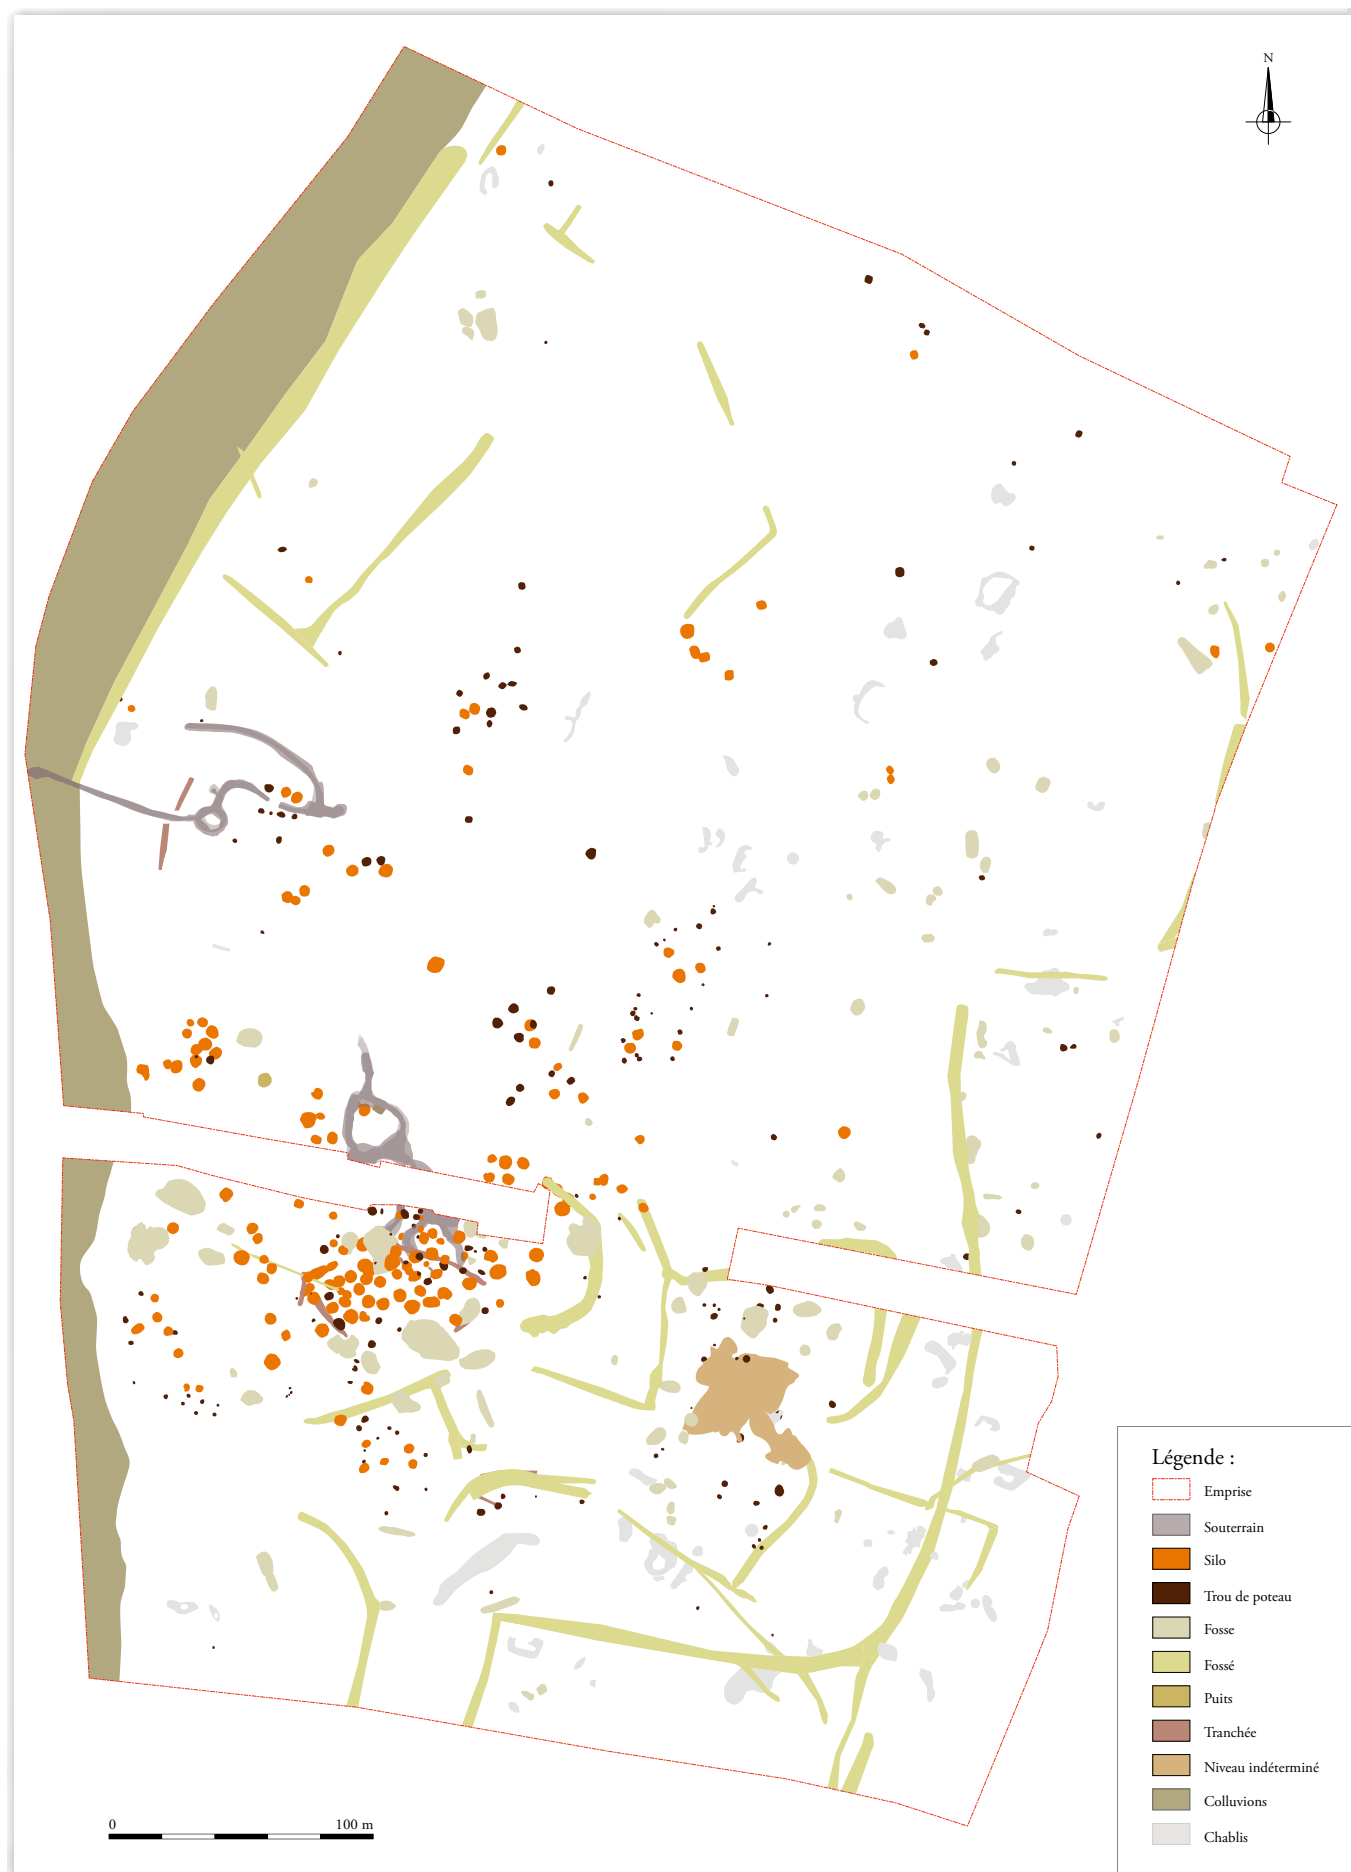 N
Légende :
Emprise
Souterrain
Silo
Trou de poteau
Fosse
Fossé
Puits
Tranchée
Niveau indéterminé
Colluvions
Chablis
0 100 m